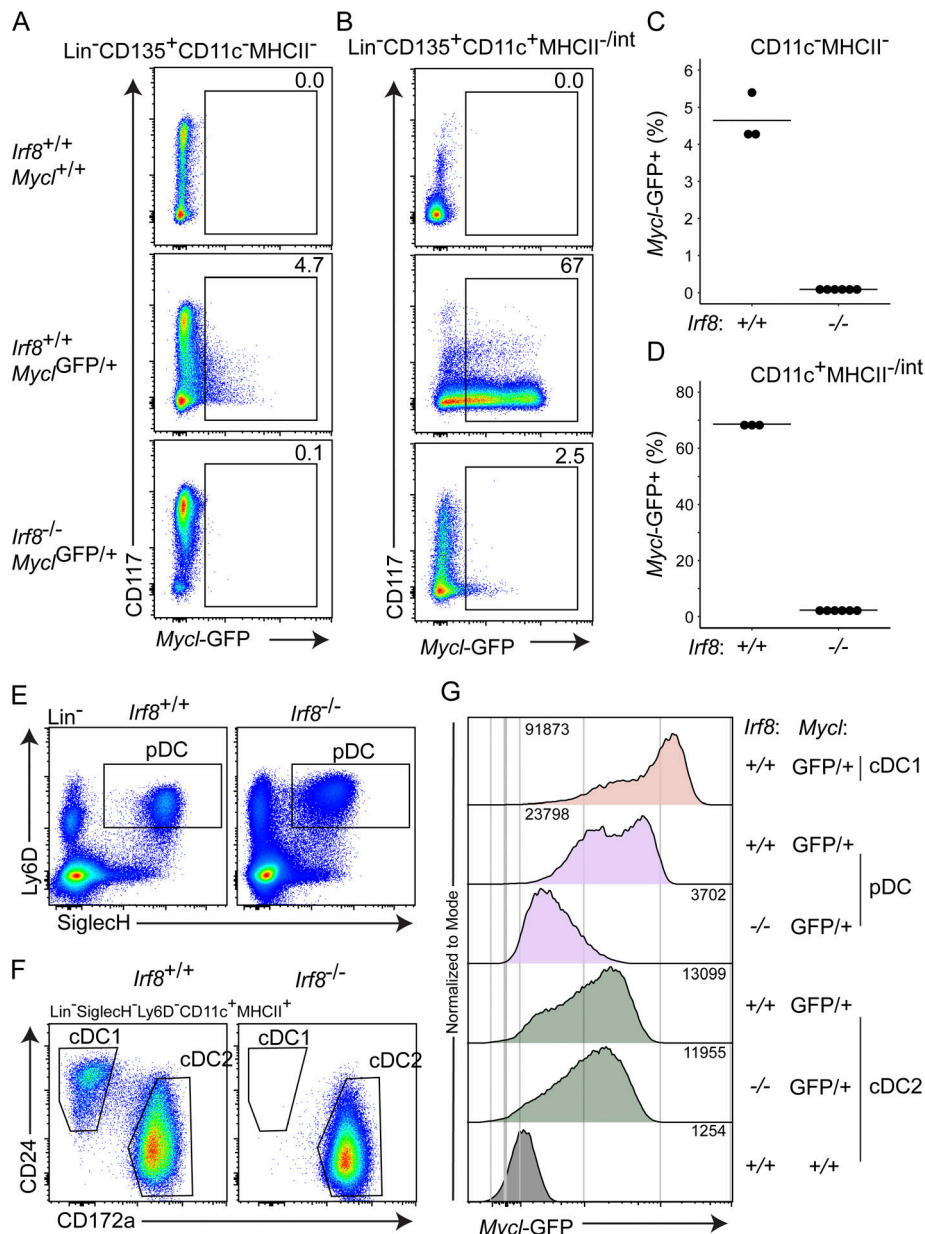 A
Lin⁻CD135⁺CD11c⁻MHCII⁻
Irf8⁺/⁺
Mycl⁺/⁺
0.0
Irf8⁺/⁺
Mycl^GFP/+
4.7
Irf8⁻/⁻
Mycl^GFP/+
0.1
CD117
Mycl-GFP
B
Lin⁻CD135⁺CD11c⁺MHCII⁻/int
0.0
67
2.5
CD117
Mycl-GFP
C
CD11c⁻MHCII⁻
Mycl-GFP+ (%)
6
5
4
3
2
1
0
Irf8: +/+ -/-
D
CD11c⁺MHCII⁻/int
Mycl-GFP+ (%)
80
60
40
20
0
Irf8: +/+ -/-
E
Lin⁻
Irf8⁺/⁺
Irf8⁻/⁻
pDC
pDC
Ly6D
SiglecH
F
Irf8⁺/⁺
Irf8⁻/⁻
Lin⁻SiglecH⁻Ly6D⁻CD11c⁺MHCII⁺
cDC1
cDC2
cDC1
cDC2
CD24
CD172a
G
Irf8: Mycl:
91873
+/+ GFP/+ cDC1
23798
+/+ GFP/+
pDC
3702
-/- GFP/+
13099
+/+ GFP/+
cDC2
11955
-/- GFP/+
1254
+/+ +/+
Normalized to Mode
Mycl-GFP